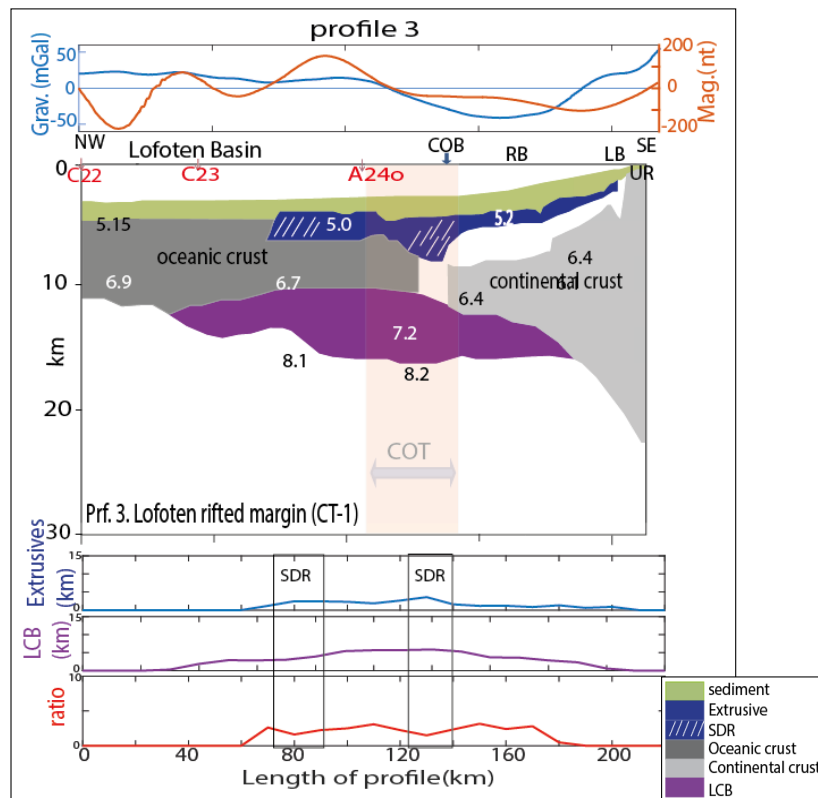 profile 3
Grav. (mGal)
50
0
-50
200
0
-200
Mag.(nt)
NW
SE
Lofoten Basin
COB
RB
LB
UR
C22
C23
A24o
0
10
20
30
km
5.15
5.0
5.2
oceanic crust
6.9
6.7
6.4
continental crust
6.4
7.2
8.1
8.2
COT
Prf. 3. Lofoten rifted margin (CT-1)
Extrusives
(km)
15
0
SDR
SDR
LCB
(km)
15
0
ratio
10
0
0 40 80 120 160 200
Length of profile(km)
sediment
Extrusive
SDR
Oceanic crust
Continental crust
LCB